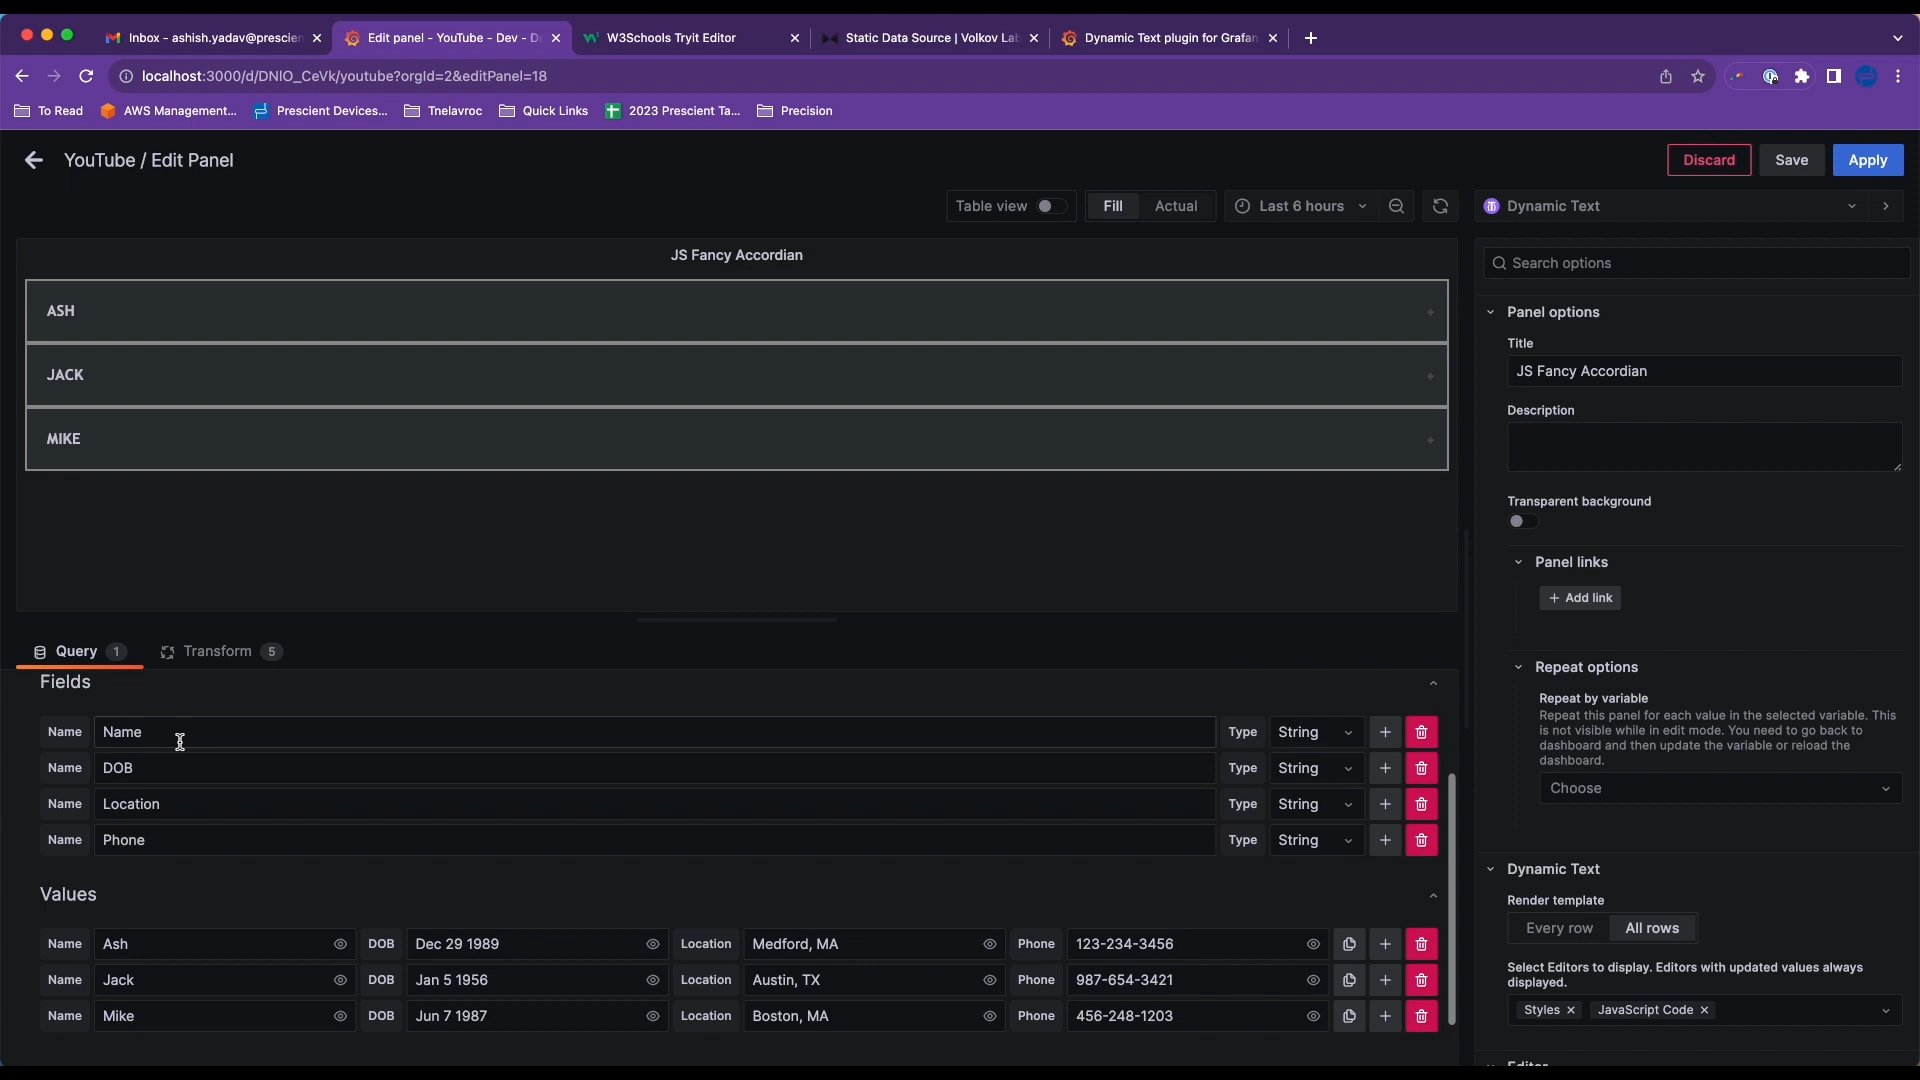 Inbox - ashish.yadav@prescien
Edit panel - YouTube - Dev - D
W3Schools Tryit Editor
Static Data Source | Volkov La
Dynamic Text plugin for Grafan
localhost:3000/d/DNIO_CeVk/youtube?orgId=2&editPanel=18
To Read
AWS Management...
Prescient Devices...
Tnelavroc
Quick Links
2023 Prescient Ta...
Precision
YouTube / Edit Panel
Discard
Save
Apply
Table view
Fill
Actual
Last 6 hours
Dynamic Text
JS Fancy Accordian
ASH
+
JACK
+
MIKE
+
Search options
Panel options
Title
JS Fancy Accordian
Description
Transparent background
Panel links
+ Add link
Repeat options
Repeat by variable
Repeat this panel for each value in the selected variable. This
is not visible while in edit mode. You need to go back to
dashboard and then update the variable or reload the
dashboard.
Choose
Dynamic Text
Render template
Every row
All rows
Select Editors to display. Editors with updated values always
displayed.
Styles
JavaScript Code
Query 1
Transform 5
Fields
Name Name Type String
Name DOB Type String
Name Location Type String
Name Phone Type String
Values
Name Ash DOB Dec 29 1989 Location Medford, MA Phone 123-234-3456
Name Jack DOB Jan 5 1956 Location Austin, TX Phone 987-654-3421
Name Mike DOB Jun 7 1987 Location Boston, MA Phone 456-248-1203